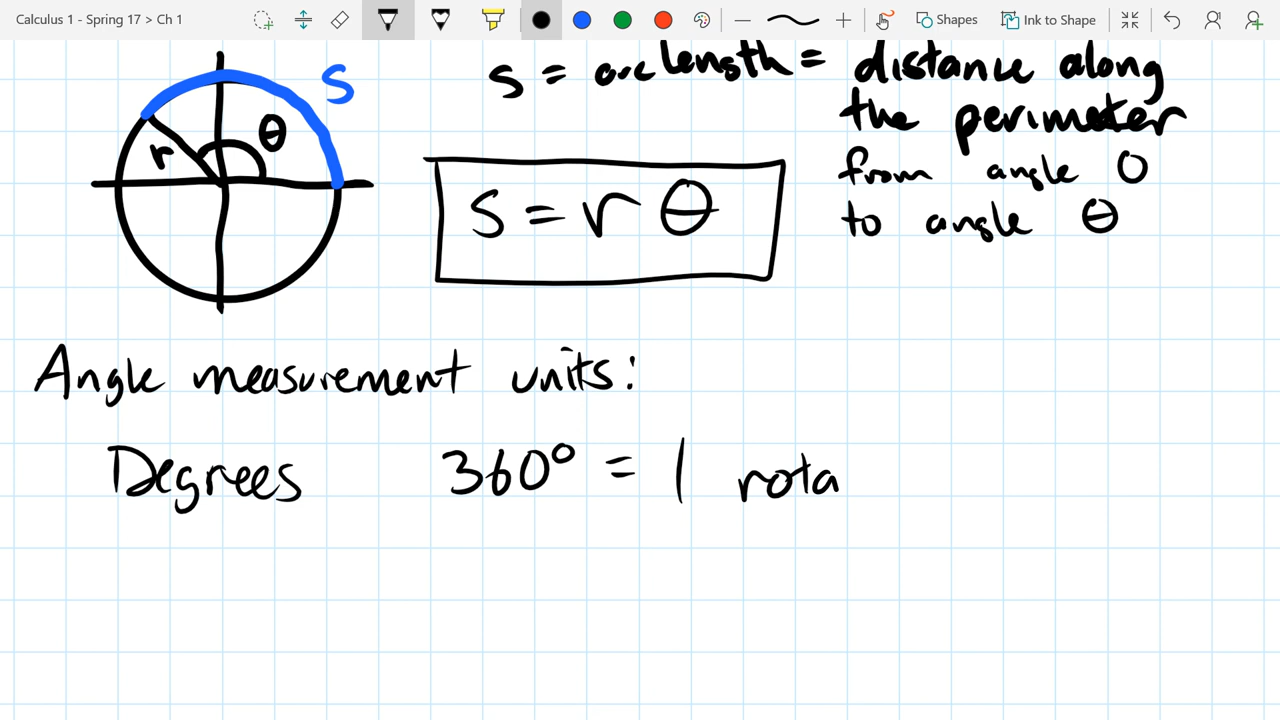 Calculus 1 - Spring 17 > Ch 1
Shapes
Ink to Shape
s
r
θ
s = arc length = distance along
the perimeter
from angle 0
to angle θ
s = r θ
Angle measurement units:
Degrees 360° = 1 rota